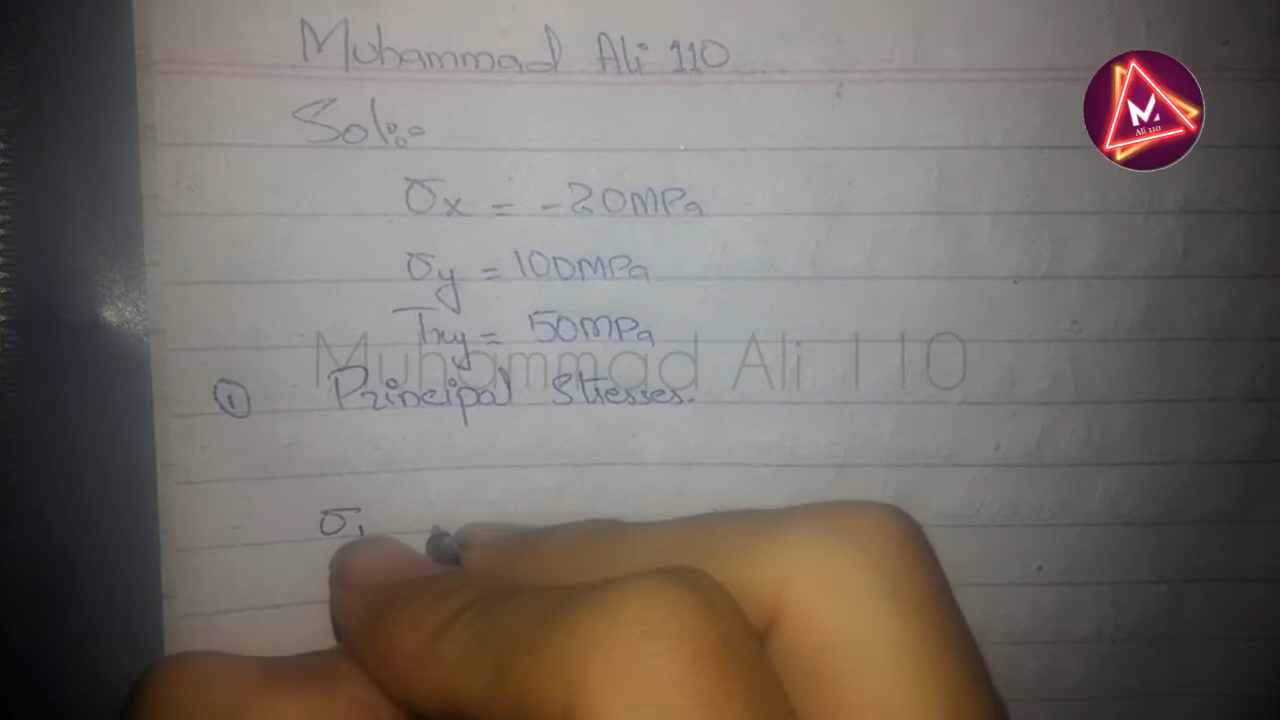 Muhammad Ali 110
M
Ali 110
Sol:
σx = -20MPa
σy = 100MPa
τxy = 50MPa
Muhammad Ali 110
① Principal Stresses.
σ1